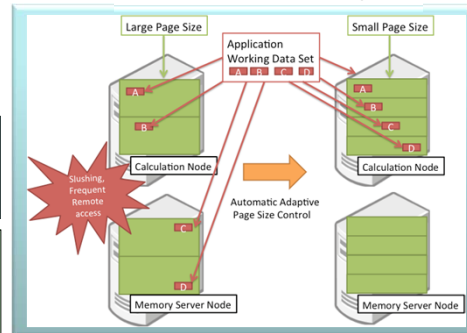 Large Page Size
Application
Working Data Set
A B C D
Small Page Size
A
B
Calculation Node
A
B
C
D
Calculation Node
Slushing,
Frequent
Remote
access
Automatic Adaptive
Page Size Control
C
D
Memory Server Node
Memory Server Node